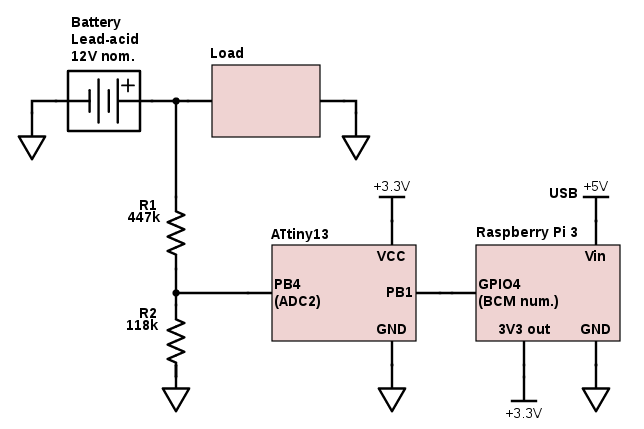 Battery
Lead-acid
12V nom.
+
Load
R1
447k
R2
118k
+3.3V
ATtiny13
VCC
PB4
(ADC2)
PB1
GND
USB +5V
Raspberry Pi 3
Vin
GPIO4
(BCM num.)
3V3 out
GND
+3.3V